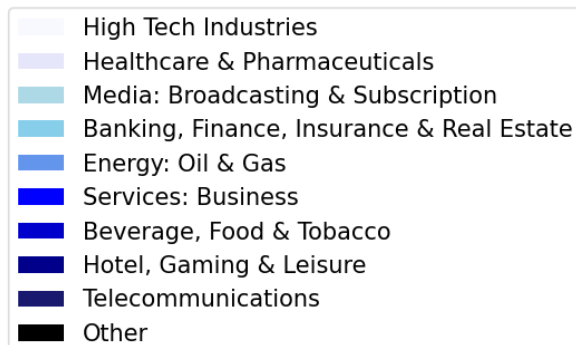 High Tech Industries
Healthcare & Pharmaceuticals
Media: Broadcasting & Subscription
Banking, Finance, Insurance & Real Estate
Energy: Oil & Gas
Services: Business
Beverage, Food & Tobacco
Hotel, Gaming & Leisure
Telecommunications
Other